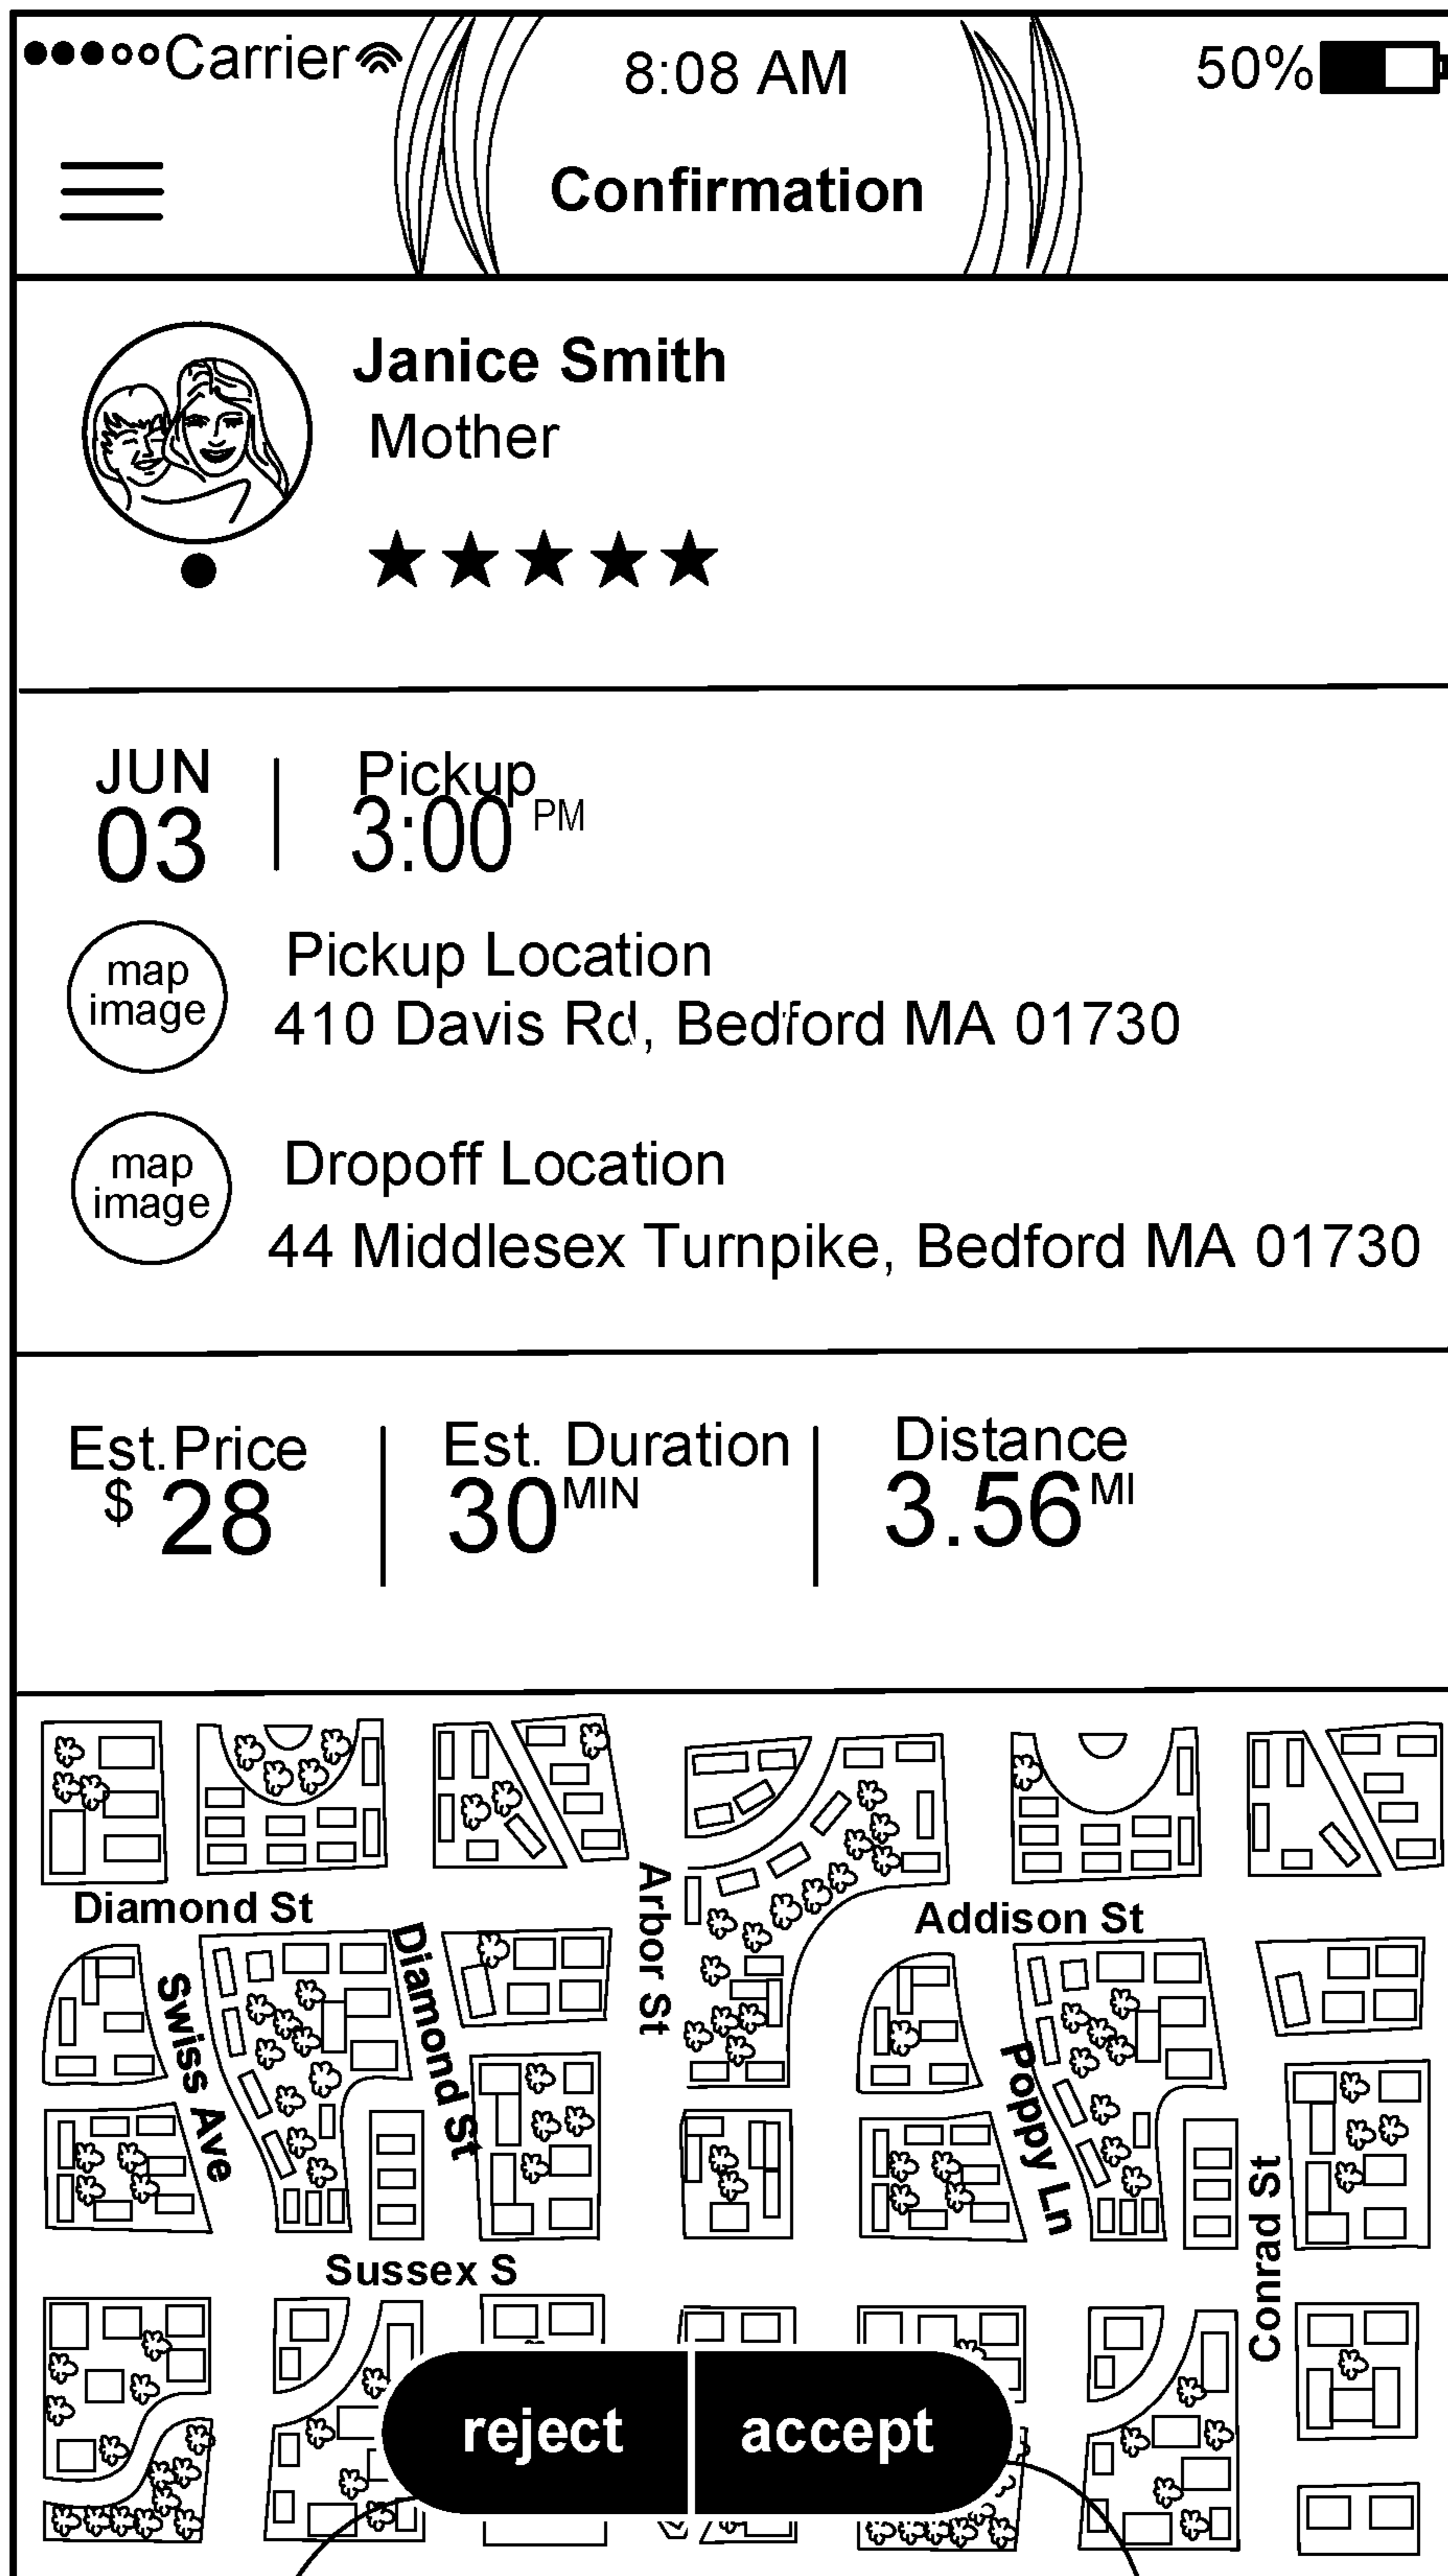 Carrier 8:08 AM 50%
Confirmation
Janice Smith
Mother
JUN
03
Pickup
3:00 PM
map
image
Pickup Location
410 Davis Rd, Bedford MA 01730
map
image
Dropoff Location
44 Middlesex Turnpike, Bedford MA 01730
Est.Price
$ 28
Est. Duration
30 MIN
Distance
3.56 MI
Diamond St
Swiss Ave
Diamond St
Arbor St
Addison St
Poppy Ln
Conrad St
Sussex S
reject
accept